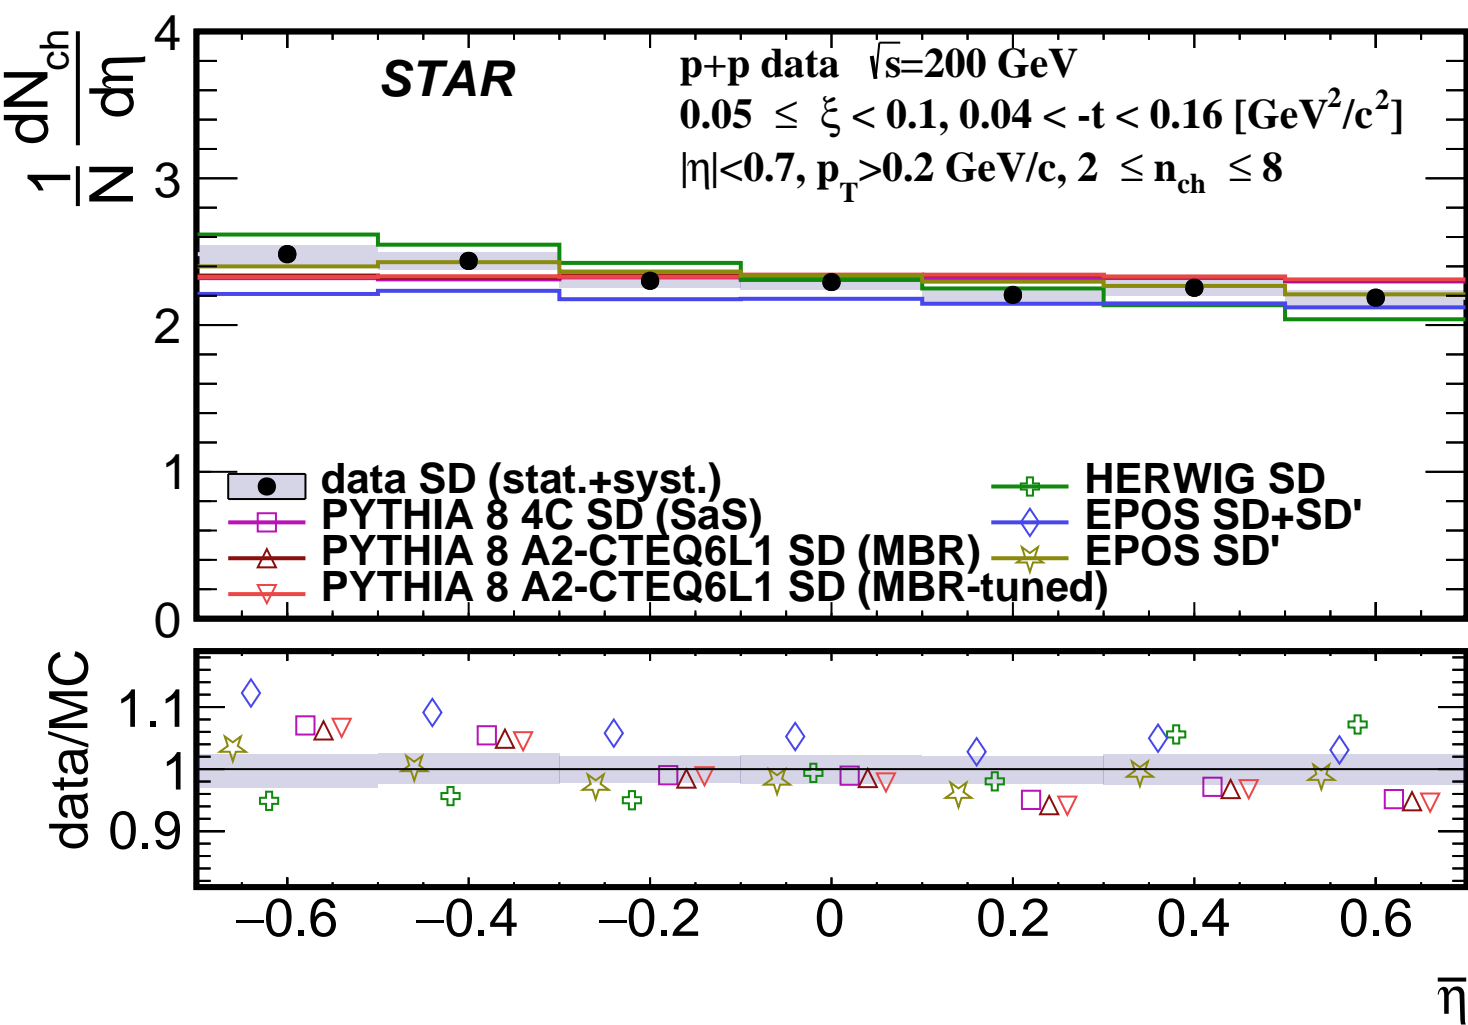 1/N dN_ch/dη
STAR
p+p data √s=200 GeV
0.05 ≤ ξ < 0.1, 0.04 < -t < 0.16 [GeV²/c²]
|η|<0.7, p_T>0.2 GeV/c, 2 ≤ n_ch ≤ 8
4
3
2
1
0
data SD (stat.+syst.)
PYTHIA 8 4C SD (SaS)
PYTHIA 8 A2-CTEQ6L1 SD (MBR)
PYTHIA 8 A2-CTEQ6L1 SD (MBR-tuned)
HERWIG SD
EPOS SD+SD'
EPOS SD'
data/MC
1.1
1
0.9
−0.6 −0.4 −0.2 0 0.2 0.4 0.6
η̅